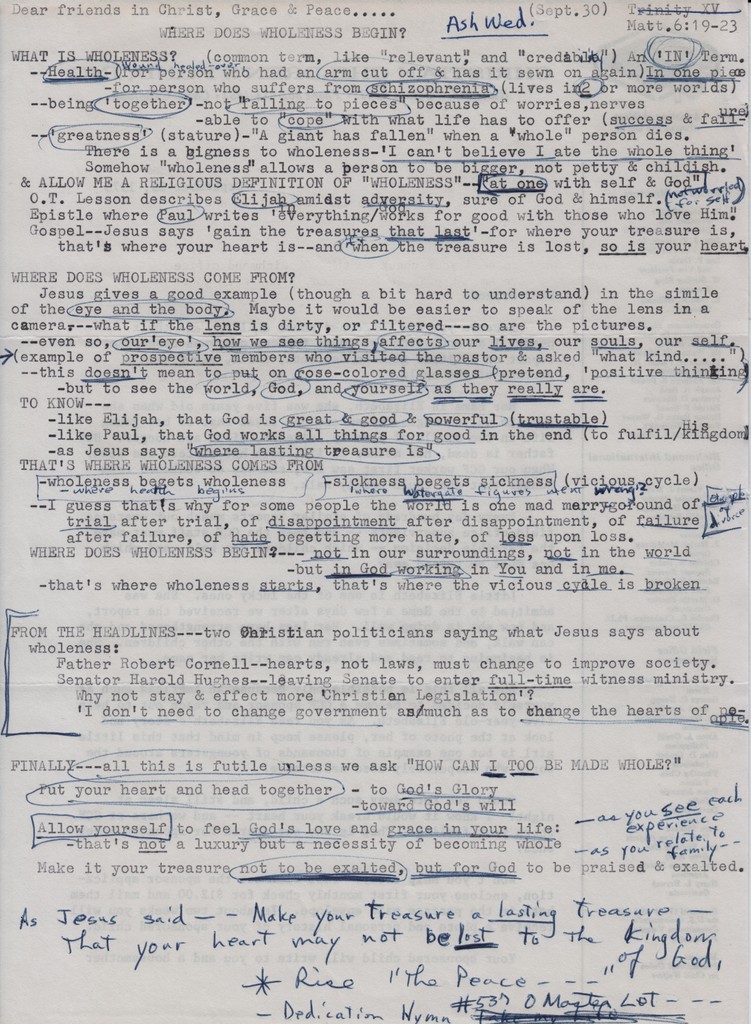 Dear friends in Christ, Grace & Peace..... (Sept.30) Trinity XV
WHERE DOES WHOLENESS BEGIN? Ash Wed. Matt.6:19-23
WHAT IS WHOLENESS? (common term, like "relevant", and "credibility") An 'IN' Term.
wound healed over
--Health-(for person who had an arm cut off & has it sewn on again)In one piece
-for person who suffers from schizophrenia (lives in 2 or more worlds)
--being 'together'-not "falling to pieces", because of worries,nerves
-able to "cope" with what life has to offer (success & failure)
--'greatness' (stature)-"A giant has fallen" when a "whole" person dies.
There is a bigness to wholeness-'I can't believe I ate the whole thing'
Somehow "wholeness" allows a person to be bigger, not petty & childish.
& ALLOW ME A RELIGIOUS DEFINITION OF "WHOLENESS"--"at one with self & God"
(not worried for self)
O.T. Lesson describes Elijah amidst adversity, sure of God & himself.
Epistle where Paul writes 'everything/works for good with those who love Him"
Gospel--Jesus says 'gain the treasures that last'-for where your treasure is,
that's where your heart is--and when the treasure is lost, so is your heart.
WHERE DOES WHOLENESS COME FROM?
Jesus gives a good example (though a bit hard to understand) in the simile
of the eye and the body. Maybe it would be easier to speak of the lens in a
camera---what if the lens is dirty, or filtered---so are the pictures.
--even so, our'eye', how we see things,affects our lives, our souls, our self.
(example of prospective members who visited the pastor & asked "what kind.....")
--this doesn't mean to put on rose-colored glasses (pretend, 'positive thinking
-but to see the world, God, and yourself as they really are.
TO KNOW---
-like Elijah, that God is great & good & powerful (trustable)
-like Paul, that God works all things for good in the end (to fulfil/His kingdom)
-as Jesus says "where lasting treasure is"
THAT'S WHERE WHOLENESS COMES FROM
-wholeness begets wholeness / -sickness begets sickness (vicious cycle)
- where health begins where Watergate figures went wrong?
--I guess that's why for some people the world is one mad marrygoround of
trial after trial, of disappointment after disappointment, of failure
divorce
after failure, of hate begetting more hate, of loss upon loss.
WHERE DOES WHOLENESS BEGIN?---- not in our surroundings, not in the world
-but in God working in You and in me.
-that's where wholeness starts, that's where the vicious cycle is broken
FROM THE HEADLINES---two Christian politicians saying what Jesus says about
wholeness:
Father Robert Cornell--hearts, not laws, must change to improve society.
Senator Harold Hughes--leaving Senate to enter full-time witness ministry.
Why not stay & effect more 'Christian Legislation'?
'I don't need to change government as/much as to change the hearts of people.
FINALLY---all this is futile unless we ask "HOW CAN I TOO BE MADE WHOLE?"
Put your heart and head together - to God's Glory
-toward God's will
Allow yourself to feel God's love and grace in your life:
-that's not a luxury but a necessity of becoming whole
- as you see each experience
- as you relate to family--
Make it your treasure not to be exalted, but for God to be praised & exalted.
As Jesus said - - Make your treasure a lasting treasure -
That your heart may not be lost to the kingdom of God,
* Rise "The Peace - - - - "
- Dedication Hymn #537 O Master Let - - -